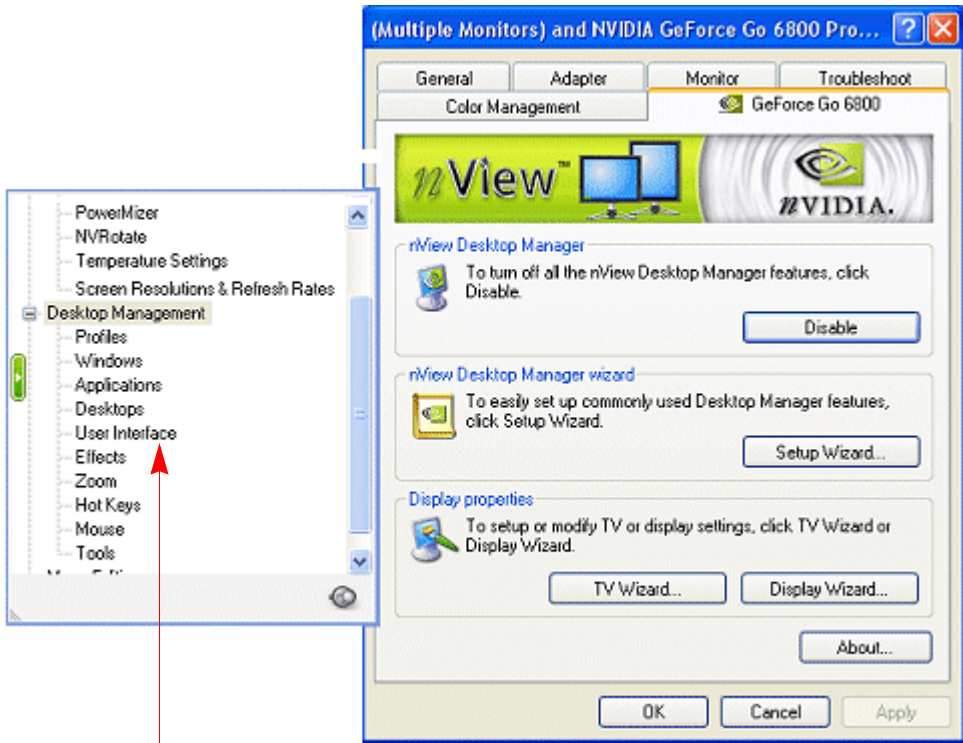 (Multiple Monitors) and NVIDIA GeForce Go 6800 Pro...
General
Adapter
Monitor
Troubleshoot
Color Management
GeForce Go 6800
nView™
nVIDIA.
PowerMizer
NVRotate
Temperature Settings
Screen Resolutions & Refresh Rates
Desktop Management
Profiles
Windows
Applications
Desktops
User Interface
Effects
Zoom
Hot Keys
Mouse
Tools
nView Desktop Manager
To turn off all the nView Desktop Manager features, click
Disable.
Disable
nView Desktop Manager wizard
To easily set up commonly used Desktop Manager features,
click Setup Wizard.
Setup Wizard...
Display properties
To setup or modify TV or display settings, click TV Wizard or
Display Wizard.
TV Wizard...
Display Wizard...
About...
OK
Cancel
Apply